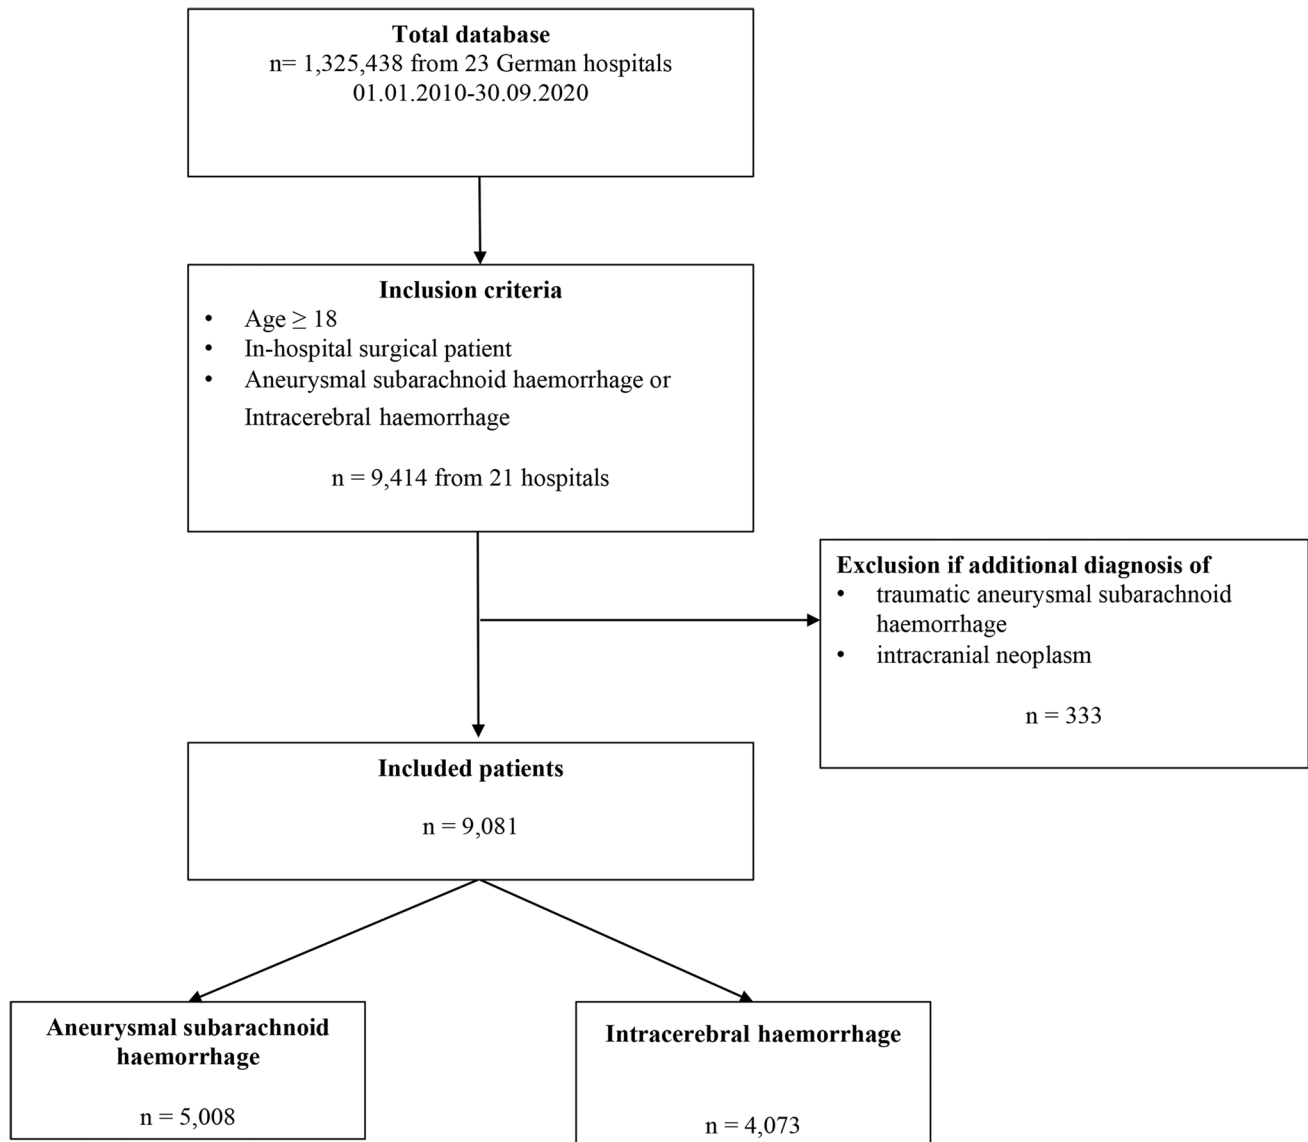 Total database
n= 1,325,438 from 23 German hospitals
01.01.2010-30.09.2020
Inclusion criteria
• Age ≥ 18
• In-hospital surgical patient
• Aneurysmal subarachnoid haemorrhage or
Intracerebral haemorrhage
n = 9,414 from 21 hospitals
Exclusion if additional diagnosis of
• traumatic aneurysmal subarachnoid
haemorrhage
• intracranial neoplasm
n = 333
Included patients
n = 9,081
Aneurysmal subarachnoid
haemorrhage
n = 5,008
Intracerebral haemorrhage
n = 4,073